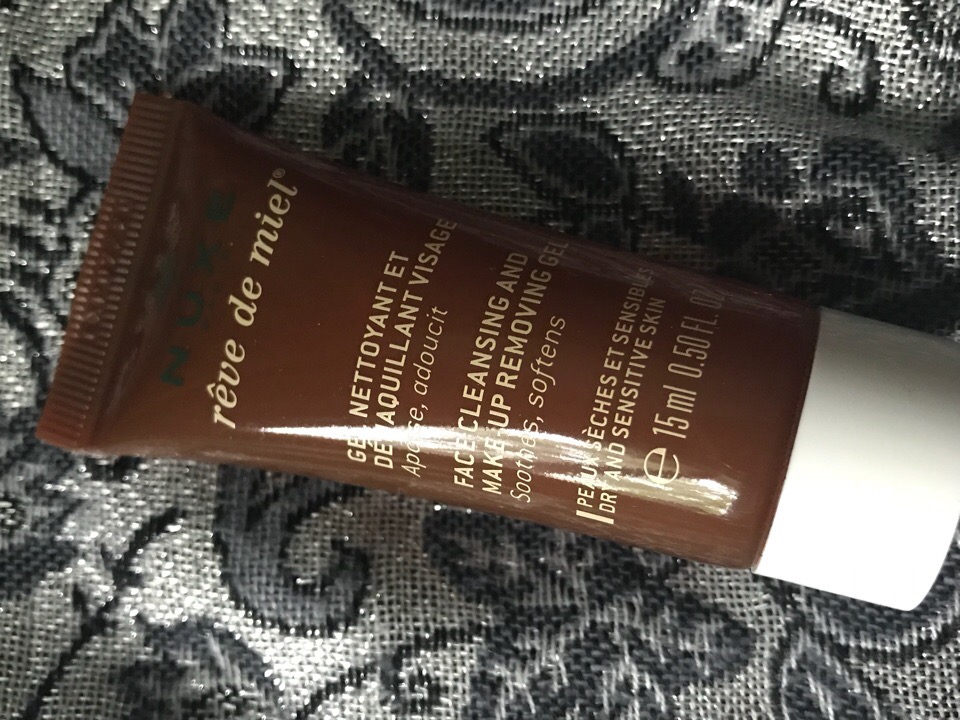 NUXE
rêve de miel®
GEL NETTOYANT ET
DÉMAQUILLANT VISAGE
Apaise, adoucit
FACE CLEANSING AND
MAKE-UP REMOVING GEL
Soothes, softens
PEAUX SÈCHES ET SENSIBLES
DRY AND SENSITIVE SKIN
℮ 15 ml 0.50 FL. OZ